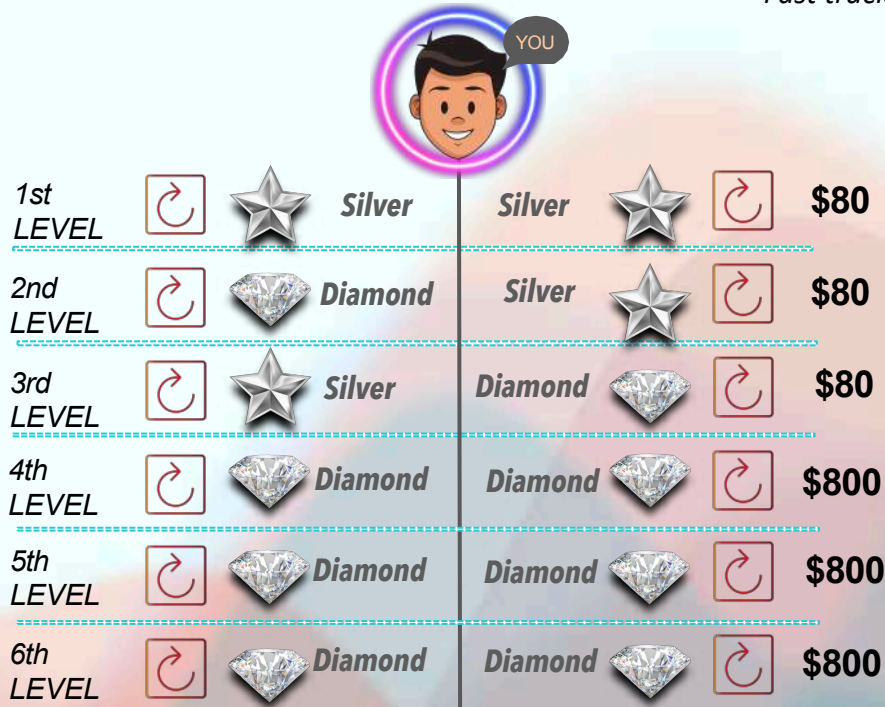 YOU
1st
LEVEL
Silver
Silver
$80
2nd
LEVEL
Diamond
Silver
$80
3rd
LEVEL
Silver
Diamond
$80
4th
LEVEL
Diamond
Diamond
$800
5th
LEVEL
Diamond
Diamond
$800
6th
LEVEL
Diamond
Diamond
$800